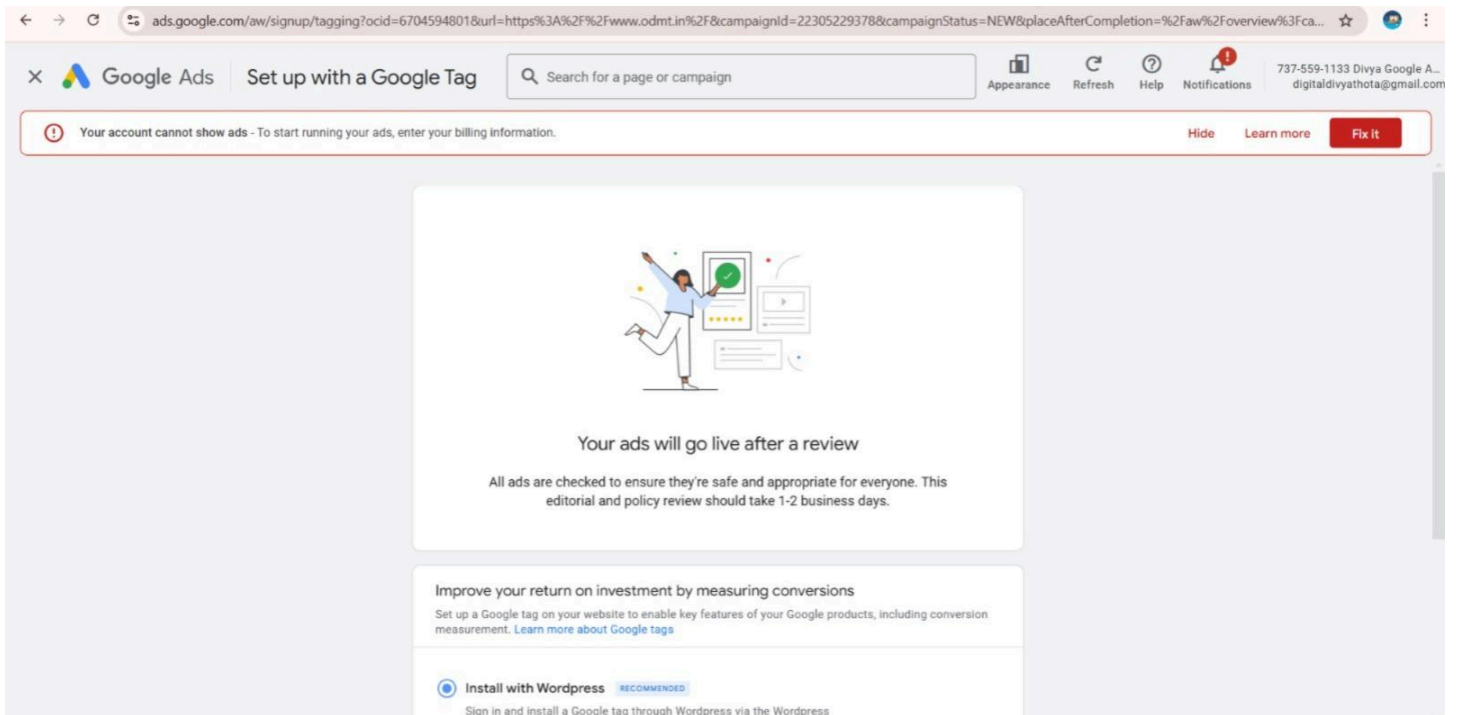 ads.google.com/aw/signup/tagging?ocid=6704594801&url=https%3A%2F%2Fwww.odmt.in%2F&campaignId=22305229378&campaignStatus=NEW&placeAfterCompletion=%2Faw%2Foverview%3Fca...
Google Ads Set up with a Google Tag Search for a page or campaign Appearance Refresh Help Notifications 737-559-1133 Divya Google A...
digitaldivyathota@gmail.com
Your account cannot show ads - To start running your ads, enter your billing information. Hide Learn more Fix it
Your ads will go live after a review
All ads are checked to ensure they're safe and appropriate for everyone. This
editorial and policy review should take 1-2 business days.
Improve your return on investment by measuring conversions
Set up a Google tag on your website to enable key features of your Google products, including conversion
measurement. Learn more about Google tags
Install with Wordpress RECOMMENDED
Sign in and install a Google tag through Wordpress via the Wordpress